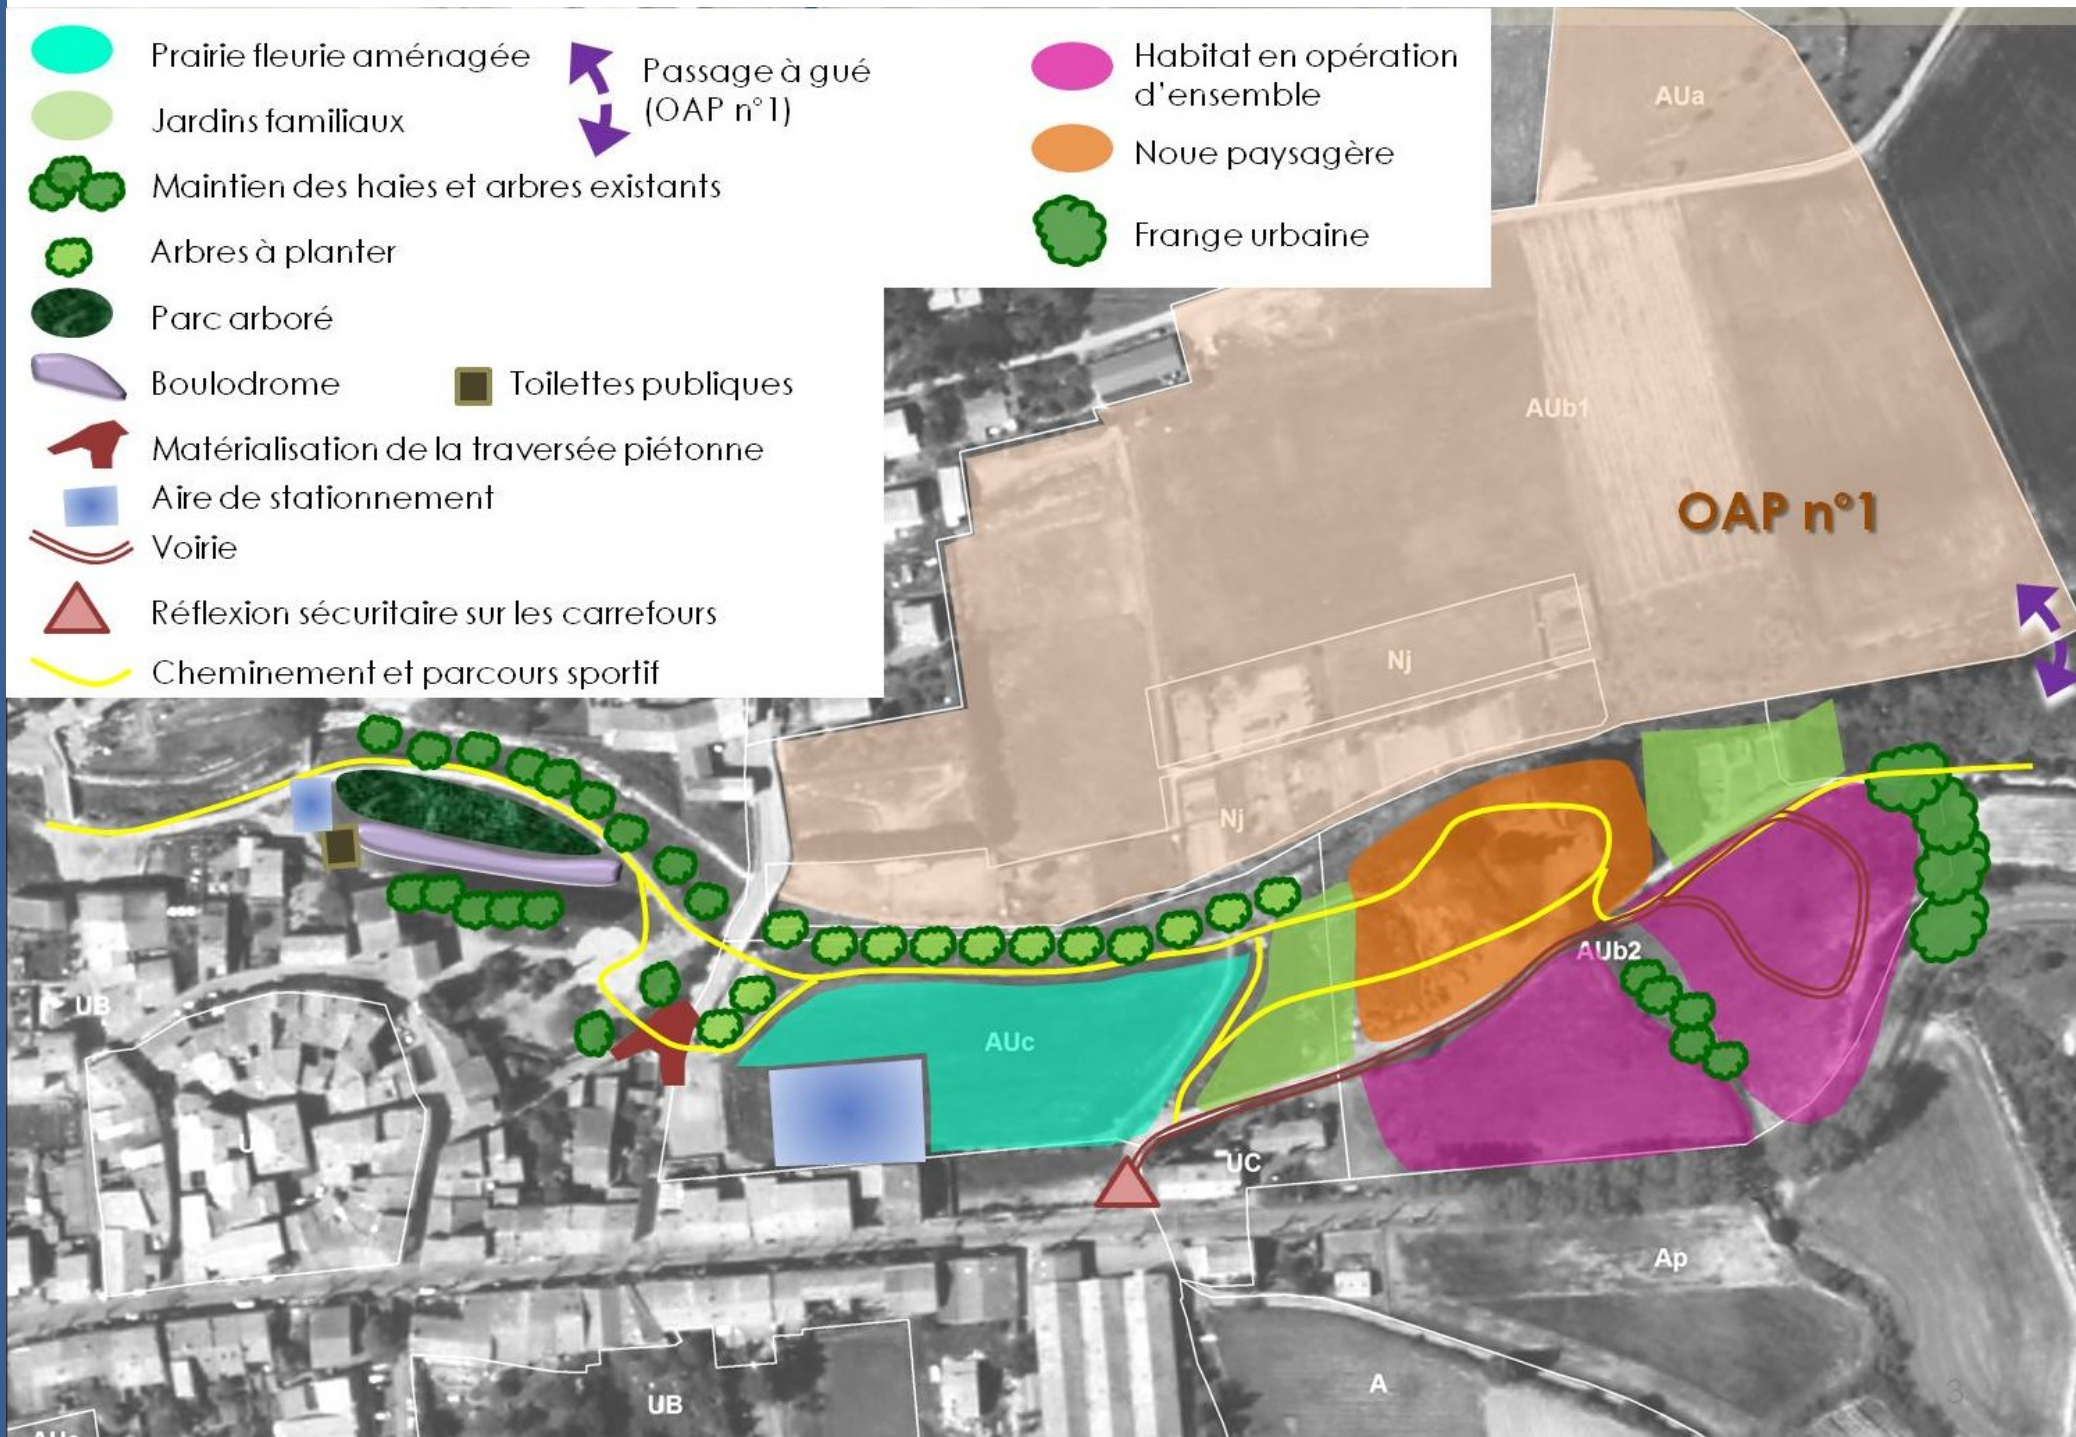 Prairie fleurie aménagée
Jardins familiaux
Maintien des haies et arbres existants
Arbres à planter
Parc arboré
Boulodrome
Toilettes publiques
Matérialisation de la traversée piétonne
Aire de stationnement
Voirie
Réflexion sécuritaire sur les carrefours
Cheminement et parcours sportif
Passage à gué
(OAP n°1)
Habitat en opération
d'ensemble
Noue paysagère
Frange urbaine
AUa
AUb1
OAP n°1
Nj
Nj
AUb2
UB
AUc
U
UC
Ap
A
UB
3